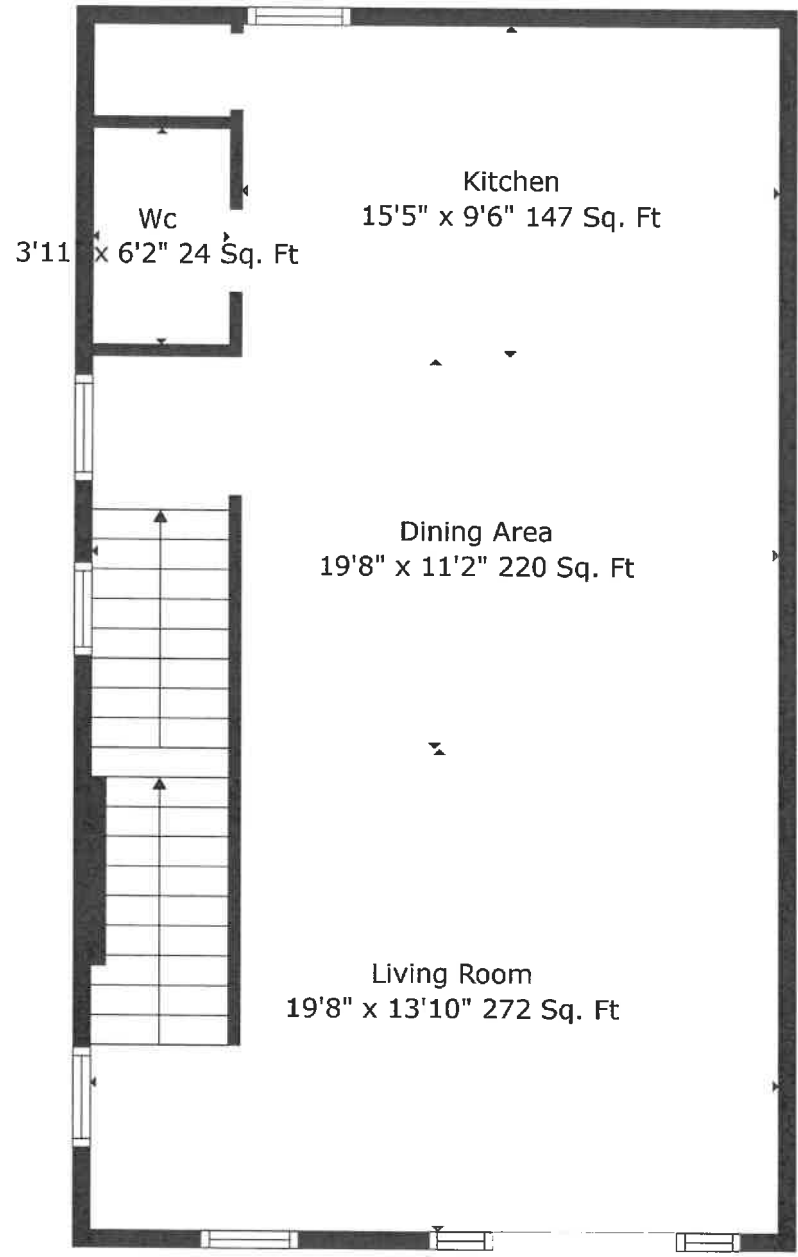 Kitchen
15'5" x 9'6" 147 Sq. Ft
Wc
3'11" x 6'2" 24 Sq. Ft
Dining Area
19'8" x 11'2" 220 Sq. Ft
Living Room
19'8" x 13'10" 272 Sq. Ft